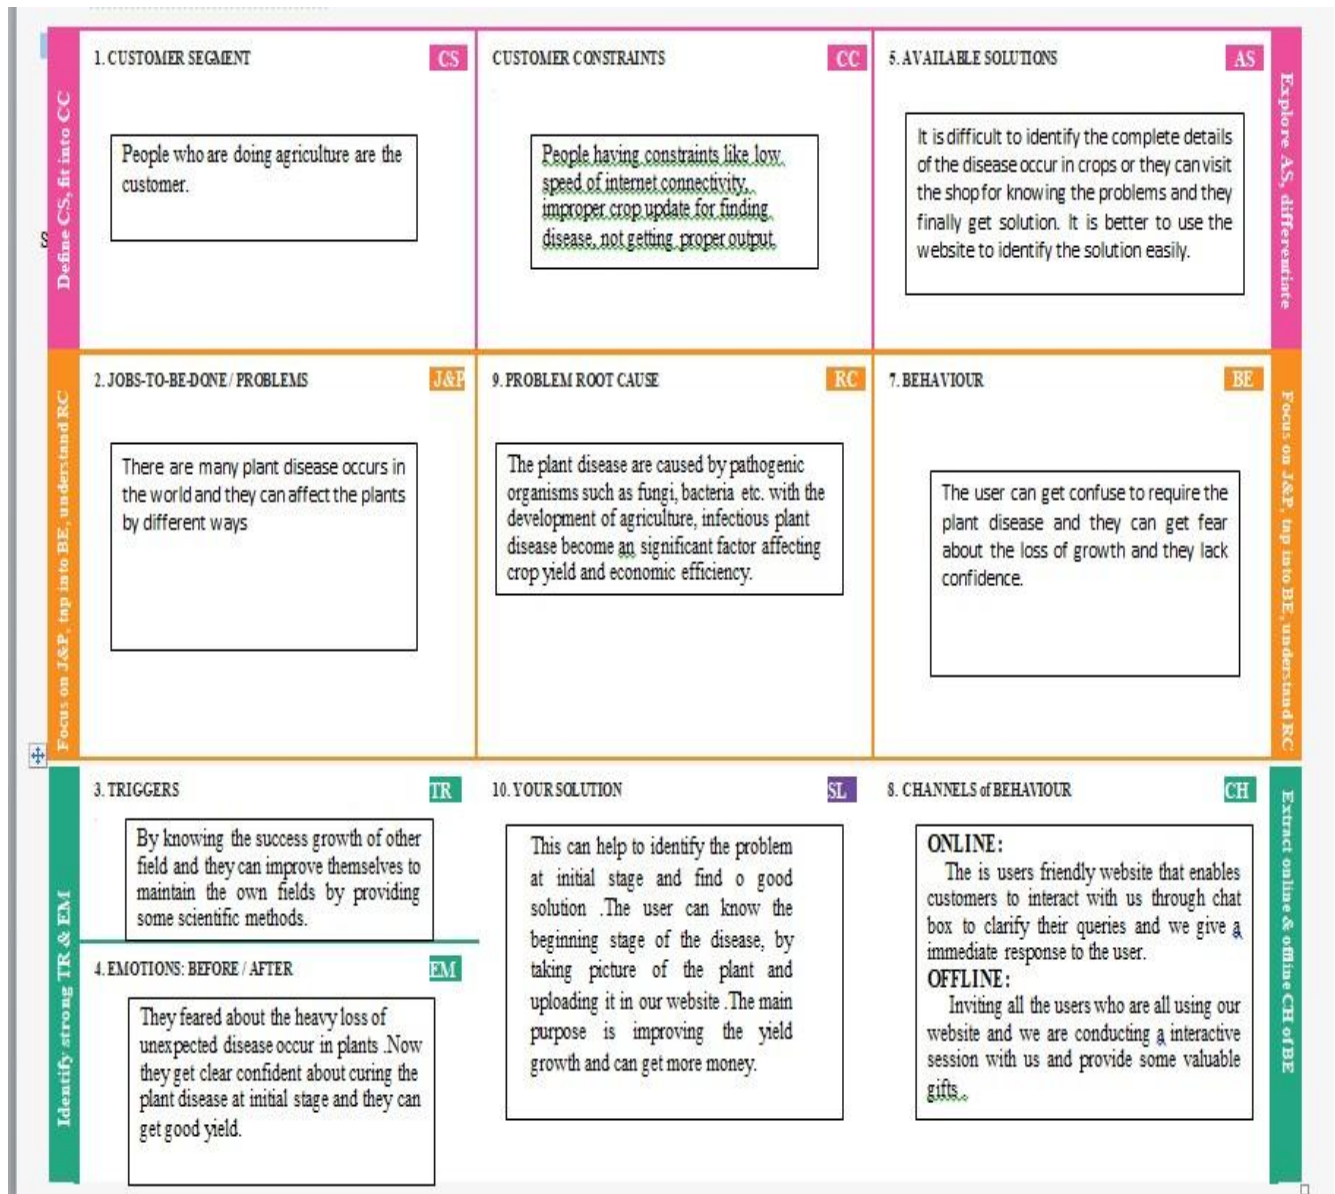 Define CS, fit into CC
1. CUSTOMER SEGMENT
CS
People who are doing agriculture are the
customer.
CUSTOMER CONSTRAINTS
CC
People having constraints like low
speed of internet connectivity,
improper crop update for finding
disease, not getting proper output.
5. AVAILABLE SOLUTIONS
AS
It is difficult to identify the complete details
of the disease occur in crops or they can visit
the shop for knowing the problems and they
finally get solution. It is better to use the
website to identify the solution easily.
Explore AS, differentiate
S
Focus on J&P, tap into BE, understand RC
2. JOBS-TO-BE-DONE / PROBLEMS
J&P
There are many plant disease occurs in
the world and they can affect the plants
by different ways
9. PROBLEM ROOT CAUSE
RC
The plant disease are caused by pathogenic
organisms such as fungi, bacteria etc. with the
development of agriculture, infectious plant
disease become an significant factor affecting
crop yield and economic efficiency.
7. BEHAVIOUR
BE
The user can get confuse to require the
plant disease and they can get fear
about the loss of growth and they lack
confidence.
Focus on J&P, tap into BE, understand RC
Identify strong TR & EM
3. TRIGGERS
TR
By knowing the success growth of other
field and they can improve themselves to
maintain the own fields by providing
some scientific methods.
4. EMOTIONS: BEFORE / AFTER
EM
They feared about the heavy loss of
unexpected disease occur in plants .Now
they get clear confident about curing the
plant disease at initial stage and they can
get good yield.
10. YOUR SOLUTION
SL
This can help to identify the problem
at initial stage and find o good
solution .The user can know the
beginning stage of the disease, by
taking picture of the plant and
uploading it in our website .The main
purpose is improving the yield
growth and can get more money.
8. CHANNELS of BEHAVIOUR
CH
ONLINE:
The is users friendly website that enables
customers to interact with us through chat
box to clarify their queries and we give a
immediate response to the user.
OFFLINE:
Inviting all the users who are all using our
website and we are conducting a interactive
session with us and provide some valuable
gifts..
Extract online & offline CH of BE